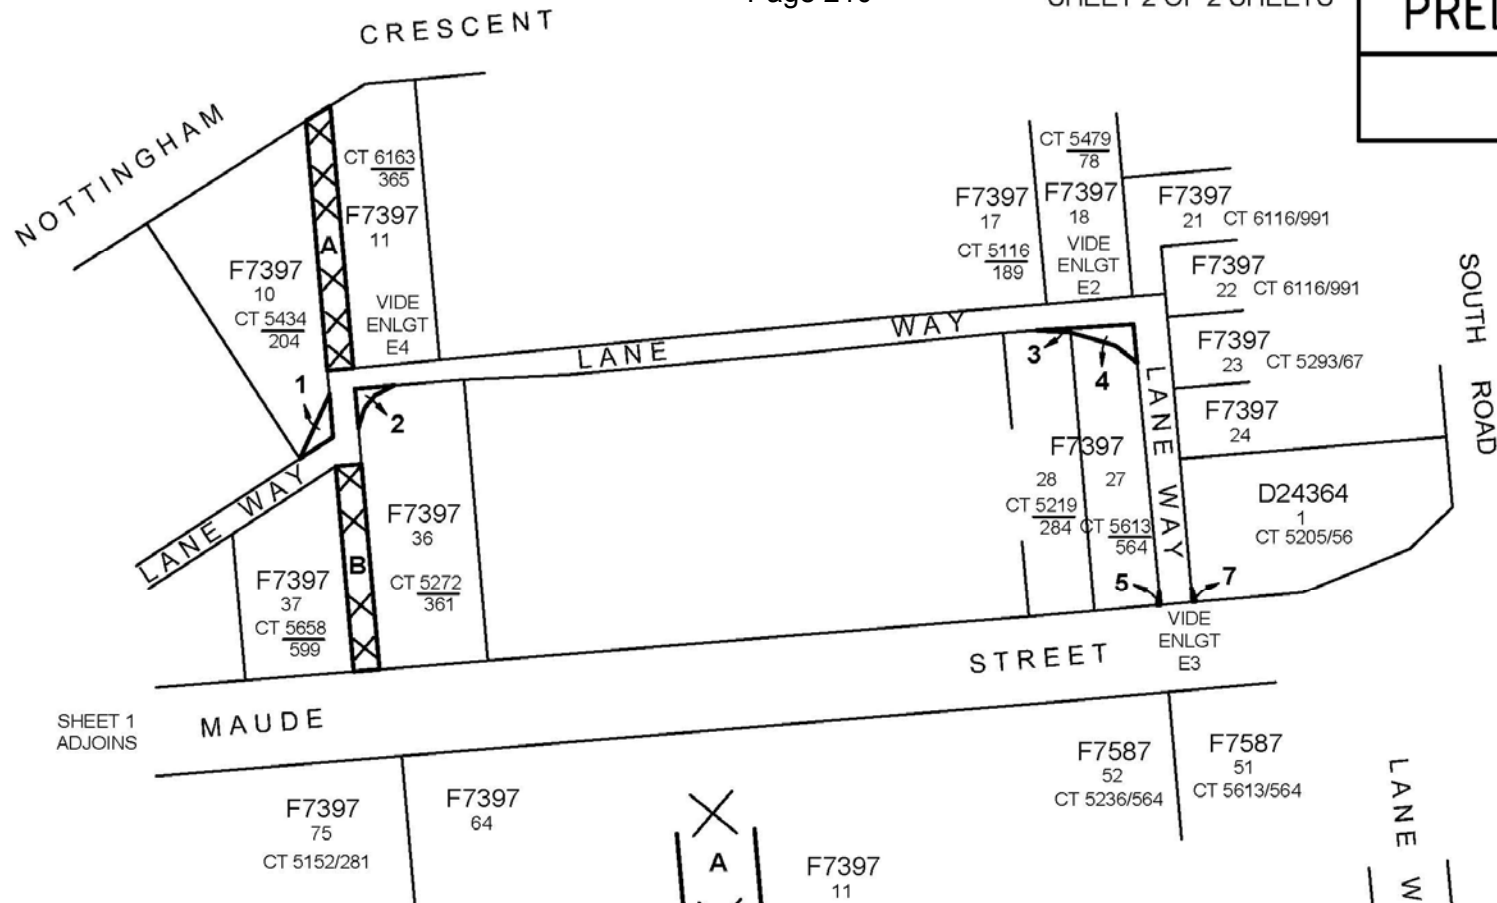 SHEET 2 OF 2 SHEETS
CRESCENT
NOTTINGHAM
CT 6163
365
F7397
11
A
F7397
10
CT 5434
204
VIDE
ENLGT
E4
1
2
LANE WAY
CT 5479
78
F7397
17
CT 5116
189
F7397
18
VIDE
ENLGT
E2
F7397
21 CT 6116/991
F7397
22 CT 6116/991
F7397
23 CT 5293/67
F7397
24
SOUTH ROAD
3
4
LANE WAY
LANE WAY
F7397
36
CT 5272
361
B
F7397
37
CT 5658
599
F7397
28
CT 5219
284
27
CT 5613
564
D24364
1
CT 5205/56
5
7
VIDE
ENLGT
E3
MAUDE STREET
SHEET 1
ADJOINS
F7397
75
CT 5152/281
F7397
64
A
F7397
11
F7587
52
CT 5236/564
F7587
51
CT 5613/564
LANE W